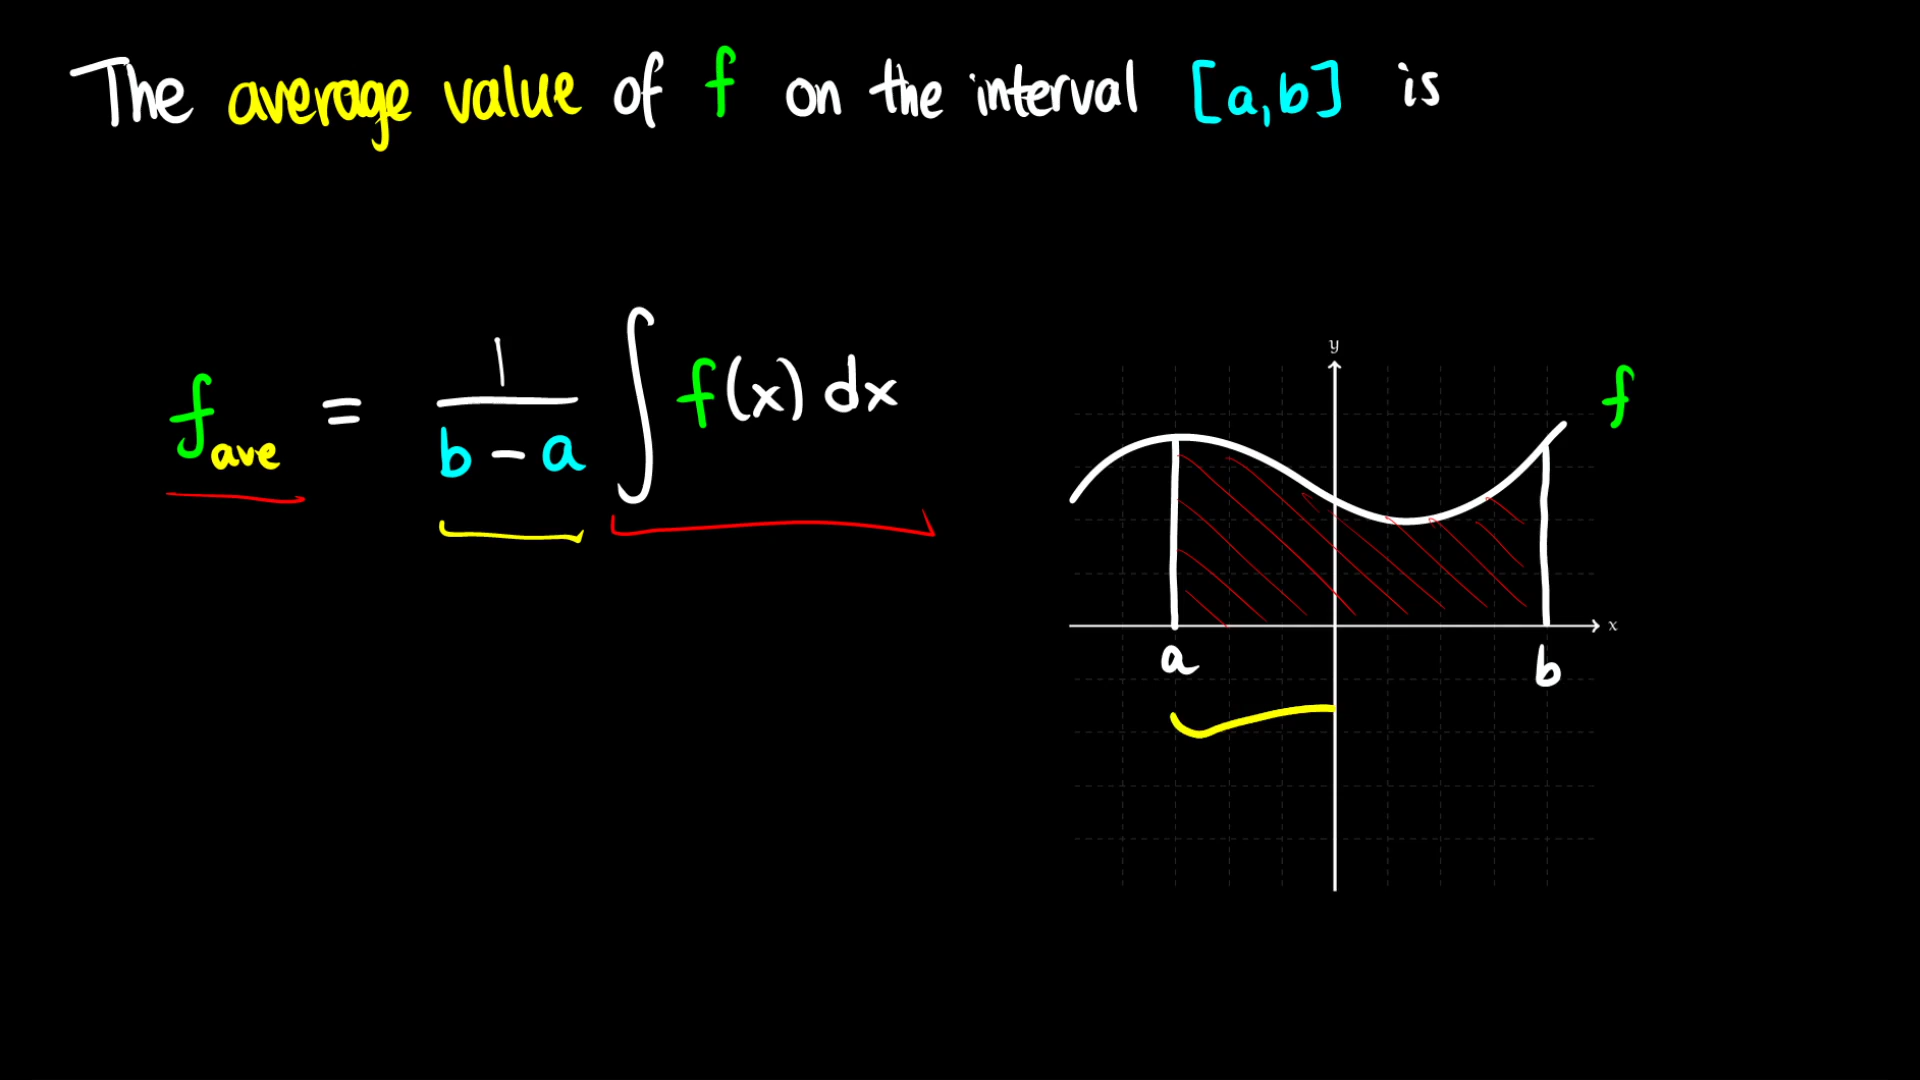 The average value of f on the interval [a,b] is
f_ave = 1/(b - a) ∫ f(x) dx
y
f
x
a
b